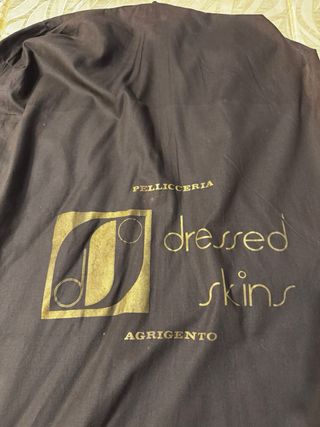 PELLICCERIA
dressed
skins
AGRIGENTO